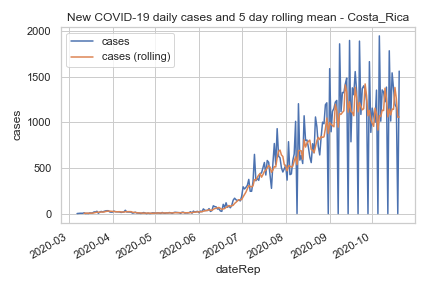 New COVID-19 daily cases and 5 day rolling mean - Costa_Rica
cases
cases (rolling)
2000
1500
1000
500
0
cases
2020-03
2020-04
2020-05
2020-06
2020-07
2020-08
2020-09
2020-10
dateRep